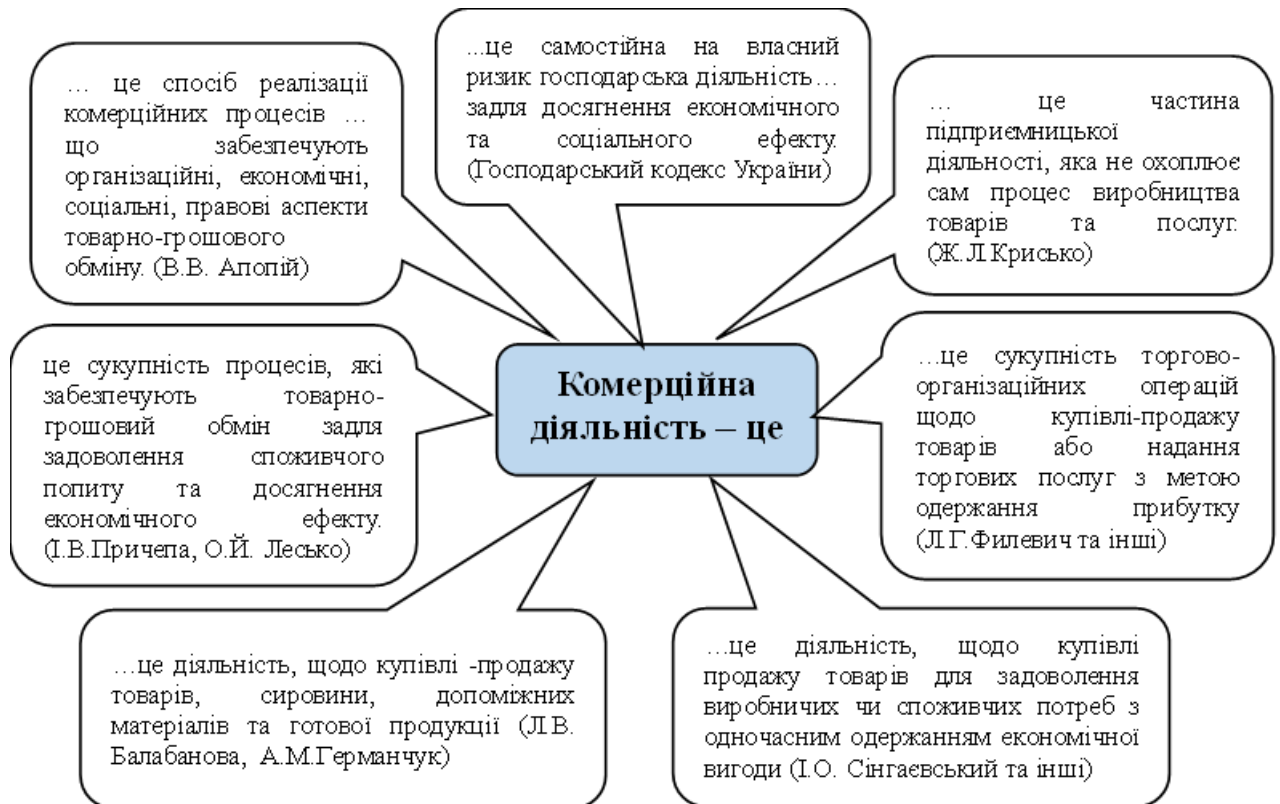 … це спосіб реалізації
комерційних процесів …
що забезпечують
організаційні, економічні,
соціальні, правові аспекти
товарно-грошового
обміну. (В.В. Апопій)
…це самостійна на власний
ризик господарська діяльність…
задля досягнення економічного
та соціального ефекту.
(Господарський кодекс України)
… це частина
підприємницької
діяльності, яка не охоплює
сам процес виробництва
товарів та послуг.
(Ж.Л.Крисько)
це сукупність процесів, які
забезпечують товарно-
грошовий обмін задля
задоволення споживчого
попиту та досягнення
економічного ефекту.
(І.В.Причепа, О.Й. Лесько)
Комерційна
діяльність – це
…це сукупність торгово-
організаційних операцій
щодо купівлі-продажу
товарів або надання
торгових послуг з метою
одержання прибутку
(Л.Г.Филевич та інші)
…це діяльність, щодо купівлі -продажу
товарів, сировини, допоміжних
матеріалів та готової продукції (Л.В.
Балабанова, А.М.Германчук)
…це діяльність, щодо купівлі
продажу товарів для задоволення
виробничих чи споживчих потреб з
одночасним одержанням економічної
вигоди (І.О. Сінгаєвський та інші)